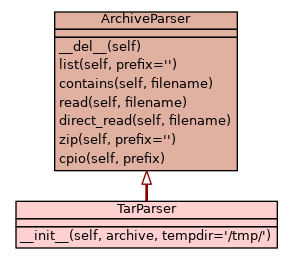 ArchiveParser
__del__(self)
list(self, prefix='')
contains(self, filename)
read(self, filename)
direct_read(self, filename)
zip(self, prefix='')
cpio(self, prefix)
TarParser
__init__(self, archive, tempdir='/tmp/')